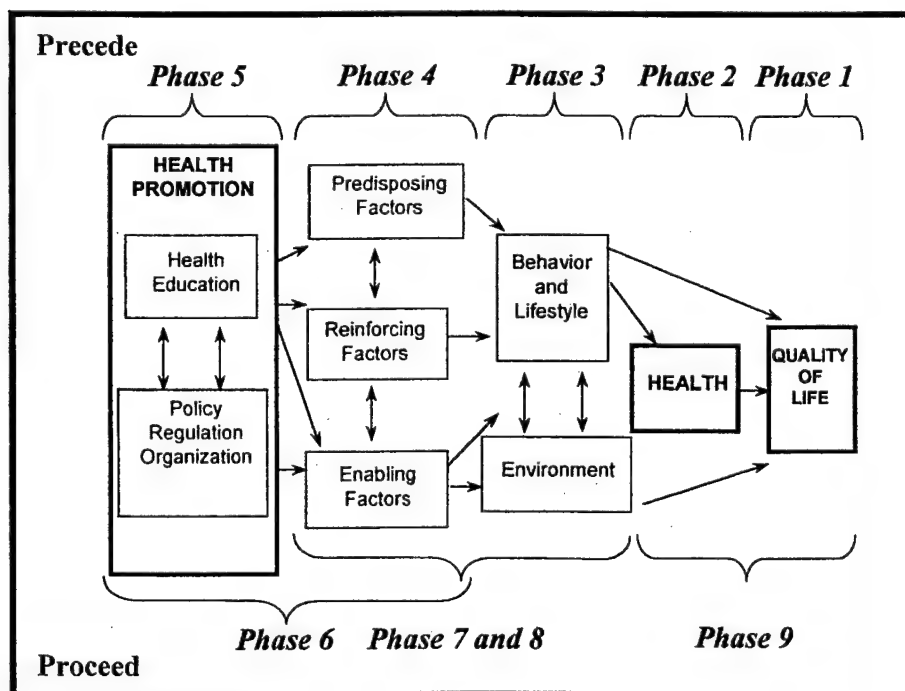 Precede
Phase 5 Phase 4 Phase 3 Phase 2 Phase 1
HEALTH
PROMOTION
Health
Education
Policy
Regulation
Organization
Predisposing
Factors
Reinforcing
Factors
Enabling
Factors
Behavior
and
Lifestyle
Environment
HEALTH
QUALITY
OF
LIFE
Phase 6 Phase 7 and 8 Phase 9
Proceed